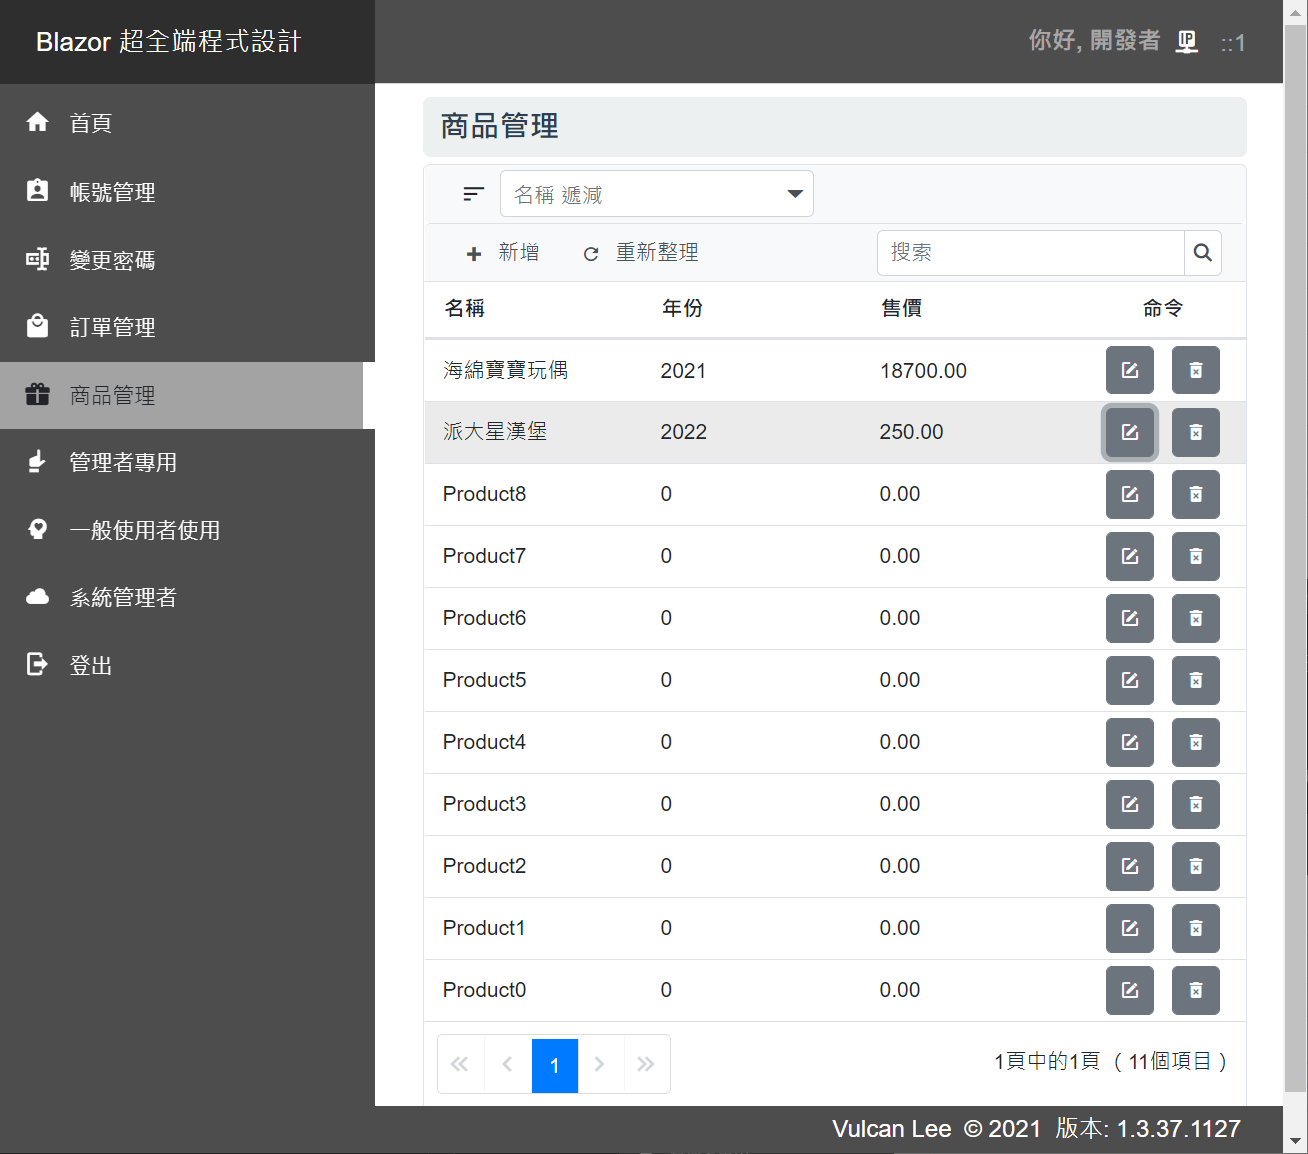 Blazor 超全端程式設計
你好, 開發者 IP ::1
首頁
帳號管理
變更密碼
訂單管理
商品管理
管理者專用
一般使用者使用
系統管理者
登出
商品管理
名稱 遞減
新增 重新整理 搜索
名稱 年份 售價 命令
海綿寶寶玩偶 2021 18700.00
派大星漢堡 2022 250.00
Product8 0 0.00
Product7 0 0.00
Product6 0 0.00
Product5 0 0.00
Product4 0 0.00
Product3 0 0.00
Product2 0 0.00
Product1 0 0.00
Product0 0 0.00
1 1頁中的1頁 ( 11個項目 )
Vulcan Lee © 2021 版本: 1.3.37.1127